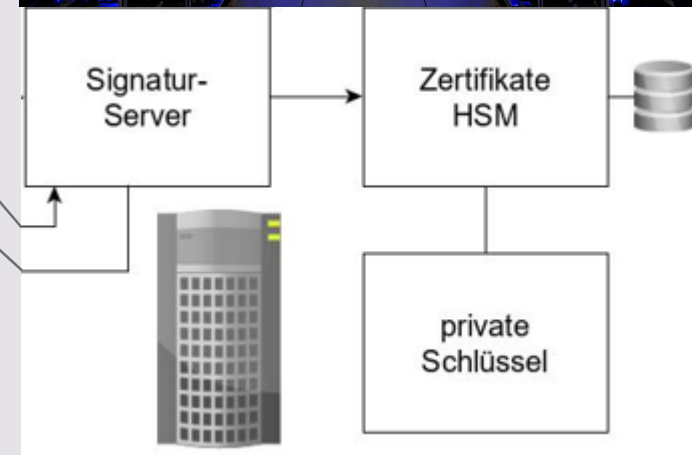 Signatur-
Server
Zertifikate
HSM
private
Schlüssel